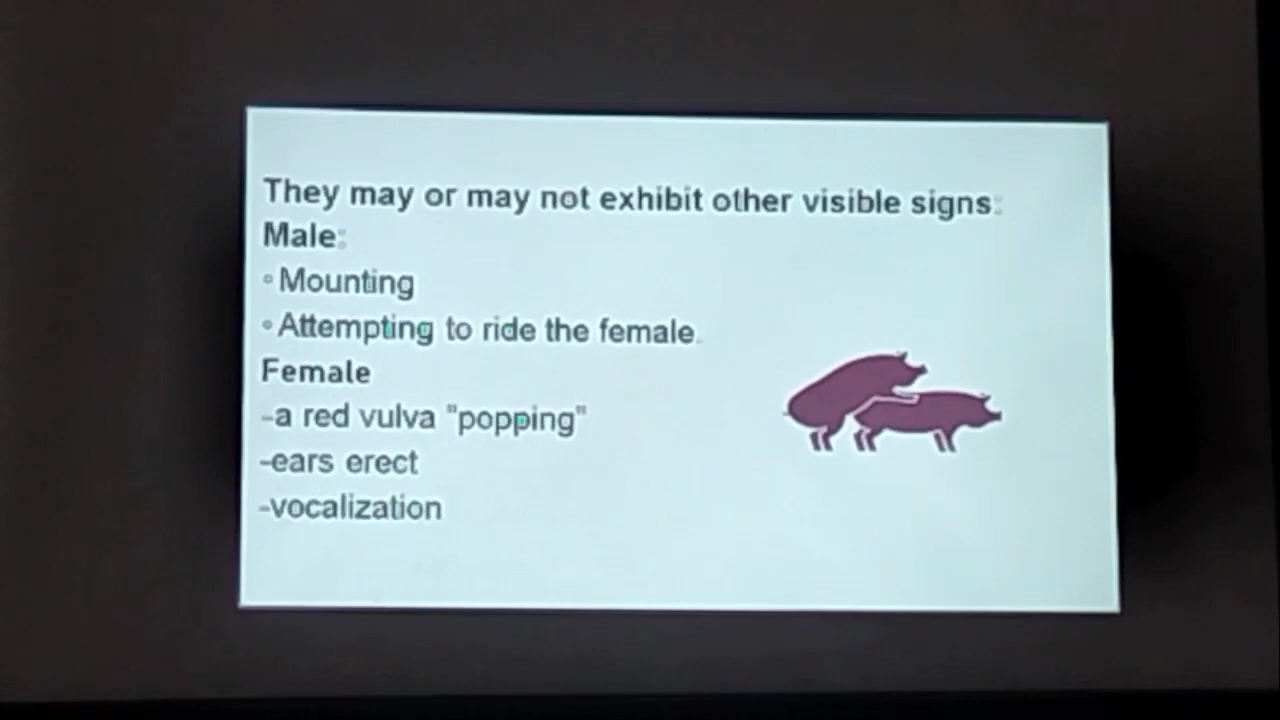 They may or may not exhibit other visible signs:
Male:
◦ Mounting
◦ Attempting to ride the female.
Female
-a red vulva "popping"
-ears erect
-vocalization